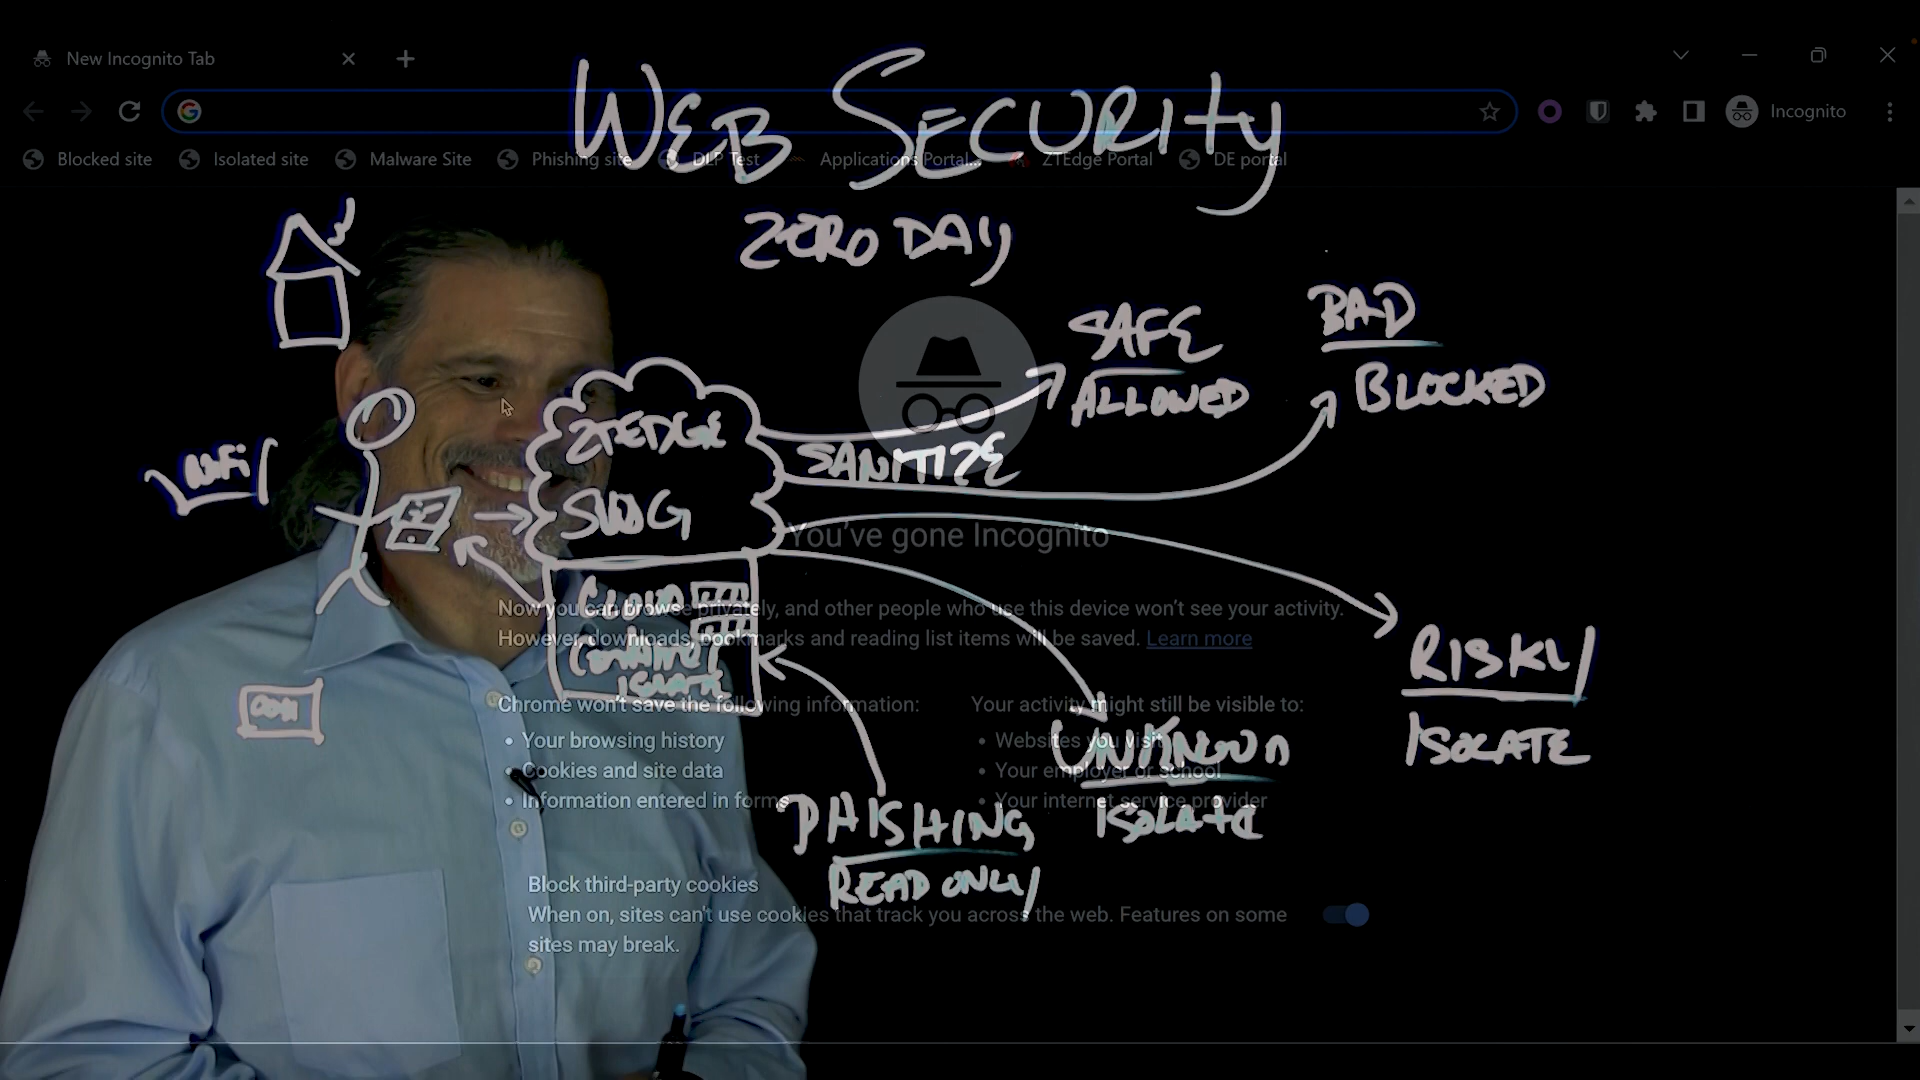 New Incognito Tab
WEB SECURITY
Incognito
Blocked site
Isolated site
Malware Site
Phishing site
DLP Test
Applications Portal...
ZTEdge Portal
DE portal
ZERO DAY
SAFE
ALLOWED
BAD
BLOCKED
ZTEDGE
SWG
SANITIZE
WiFi
You've gone Incognito
CLOUD
CONTAINER
ISOLATE
Now you can browse privately, and other people who use this device won't see your activity.
However, downloads, bookmarks and reading list items will be saved. Learn more
RISKY
ISOLATE
Chrome won't save the following information:
• Your browsing history
• Cookies and site data
• Information entered in forms
Your activity might still be visible to:
• Websites you visit
• Your employer or school
• Your internet service provider
UNKNOWN
ISOLATE
PHISHING
READ ONLY
Block third-party cookies
When on, sites can't use cookies that track you across the web. Features on some
sites may break.